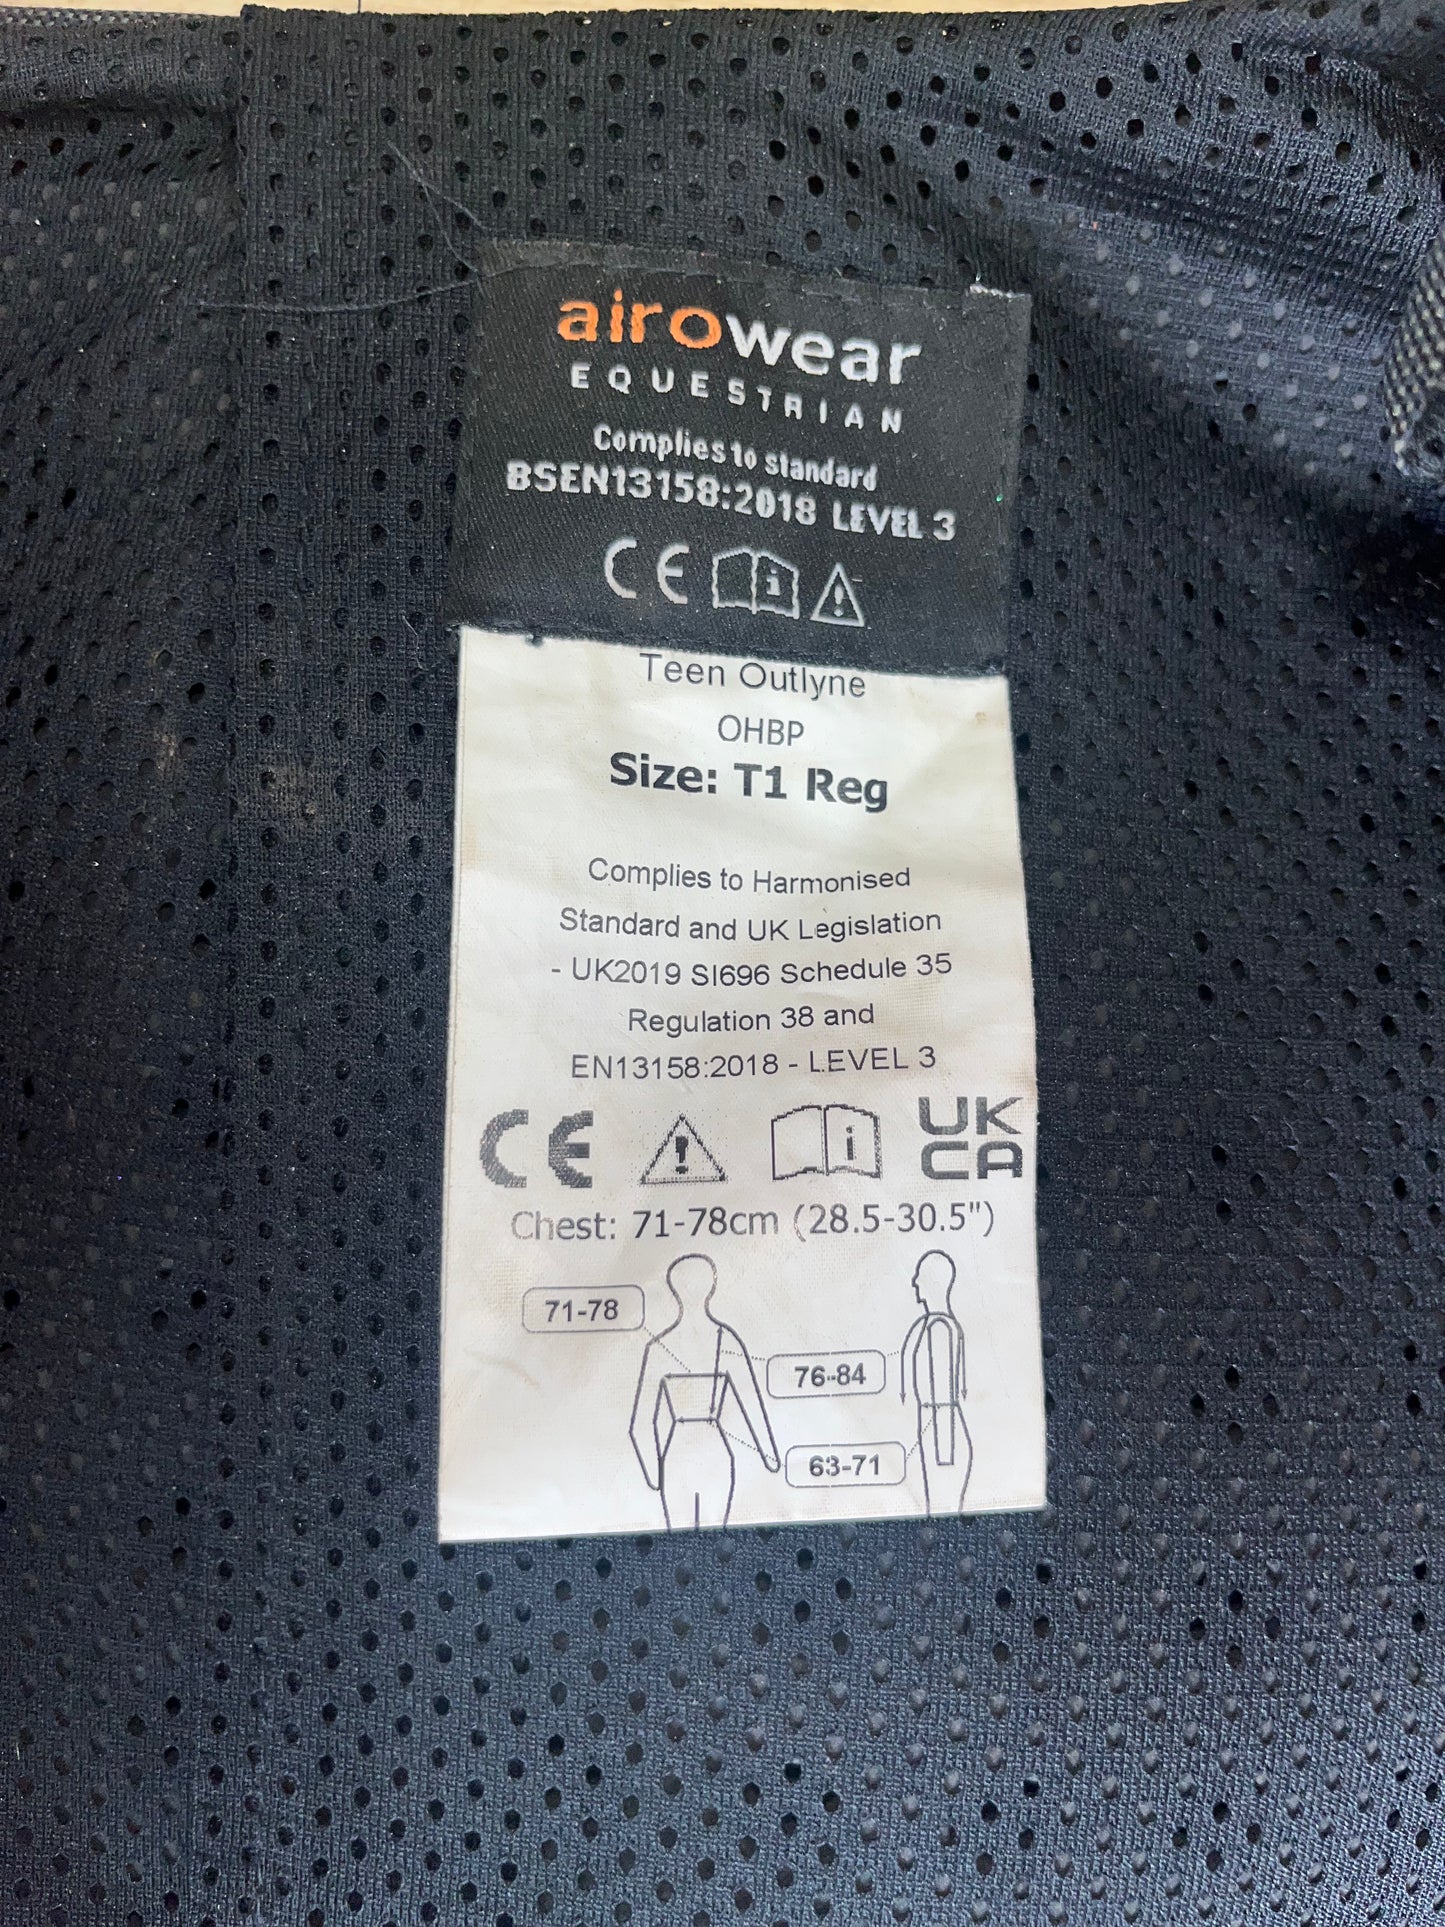 airowear
EQUESTRIAN
Complies to standard
BSEN13158:2018 LEVEL 3
CE i !
Teen Outlyne
OHBP
Size: T1 Reg
Complies to Harmonised
Standard and UK Legislation
- UK2019 SI696 Schedule 35
Regulation 38 and
EN13158:2018 - LEVEL 3
CE ! i UK
CA
Chest: 71-78cm (28.5-30.5")
71-78
76-84
63-71